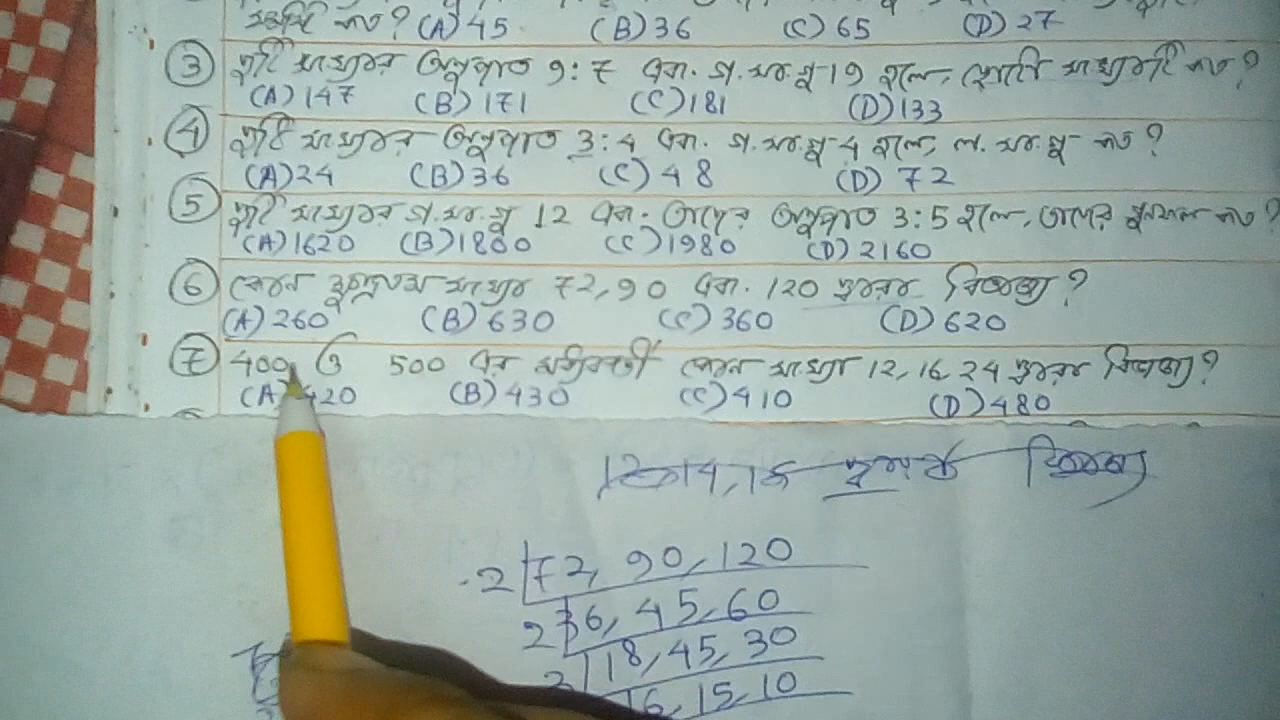 কত? (A) 45 (B) 36 (C) 65 (D) 27
③ দুটি সংখ্যার অনুপাত 9:7 এবং গ.সা.গু 19 হলে, ছোটো সংখ্যাটি কত?
(A) 147 (B) 171 (C) 181 (D) 133
④ দুটি সংখ্যার অনুপাত 3:4 এবং গ.সা.গু 4 হলে, ল.সা.গু কত?
(A) 24 (B) 36 (C) 48 (D) 72
⑤ দুটি সংখ্যার গ.সা.গু 12 এবং তাদের অনুপাত 3:5 হলে, তাদের গুণফল কত?
(A) 1620 (B) 1800 (C) 1980 (D) 2160
⑥ কোন ক্ষুদ্রতম সংখ্যা 72, 90 এবং 120 দ্বারা বিভাজ্য?
(A) 260 (B) 630 (C) 360 (D) 620
⑦ 400 ও 500 এর মধ্যবর্তী কোন সংখ্যা 12, 16, 24 দ্বারা বিভাজ্য?
(A) 420 (B) 430 (C) 410 (D) 480
2 72, 90, 120
2 36, 45, 60
18, 45, 30
6, 15, 10